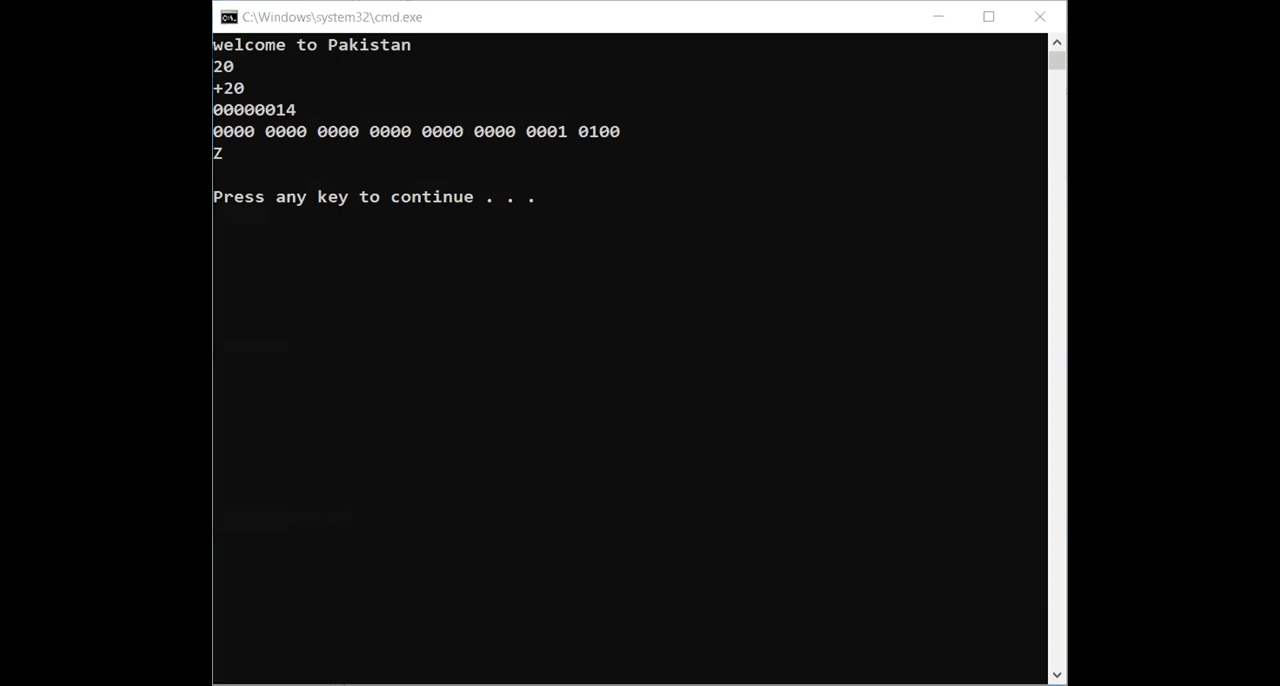 C:\Windows\system32\cmd.exe
welcome to Pakistan
20
+20
00000014
0000 0000 0000 0000 0000 0000 0001 0100
Z
Press any key to continue . . .